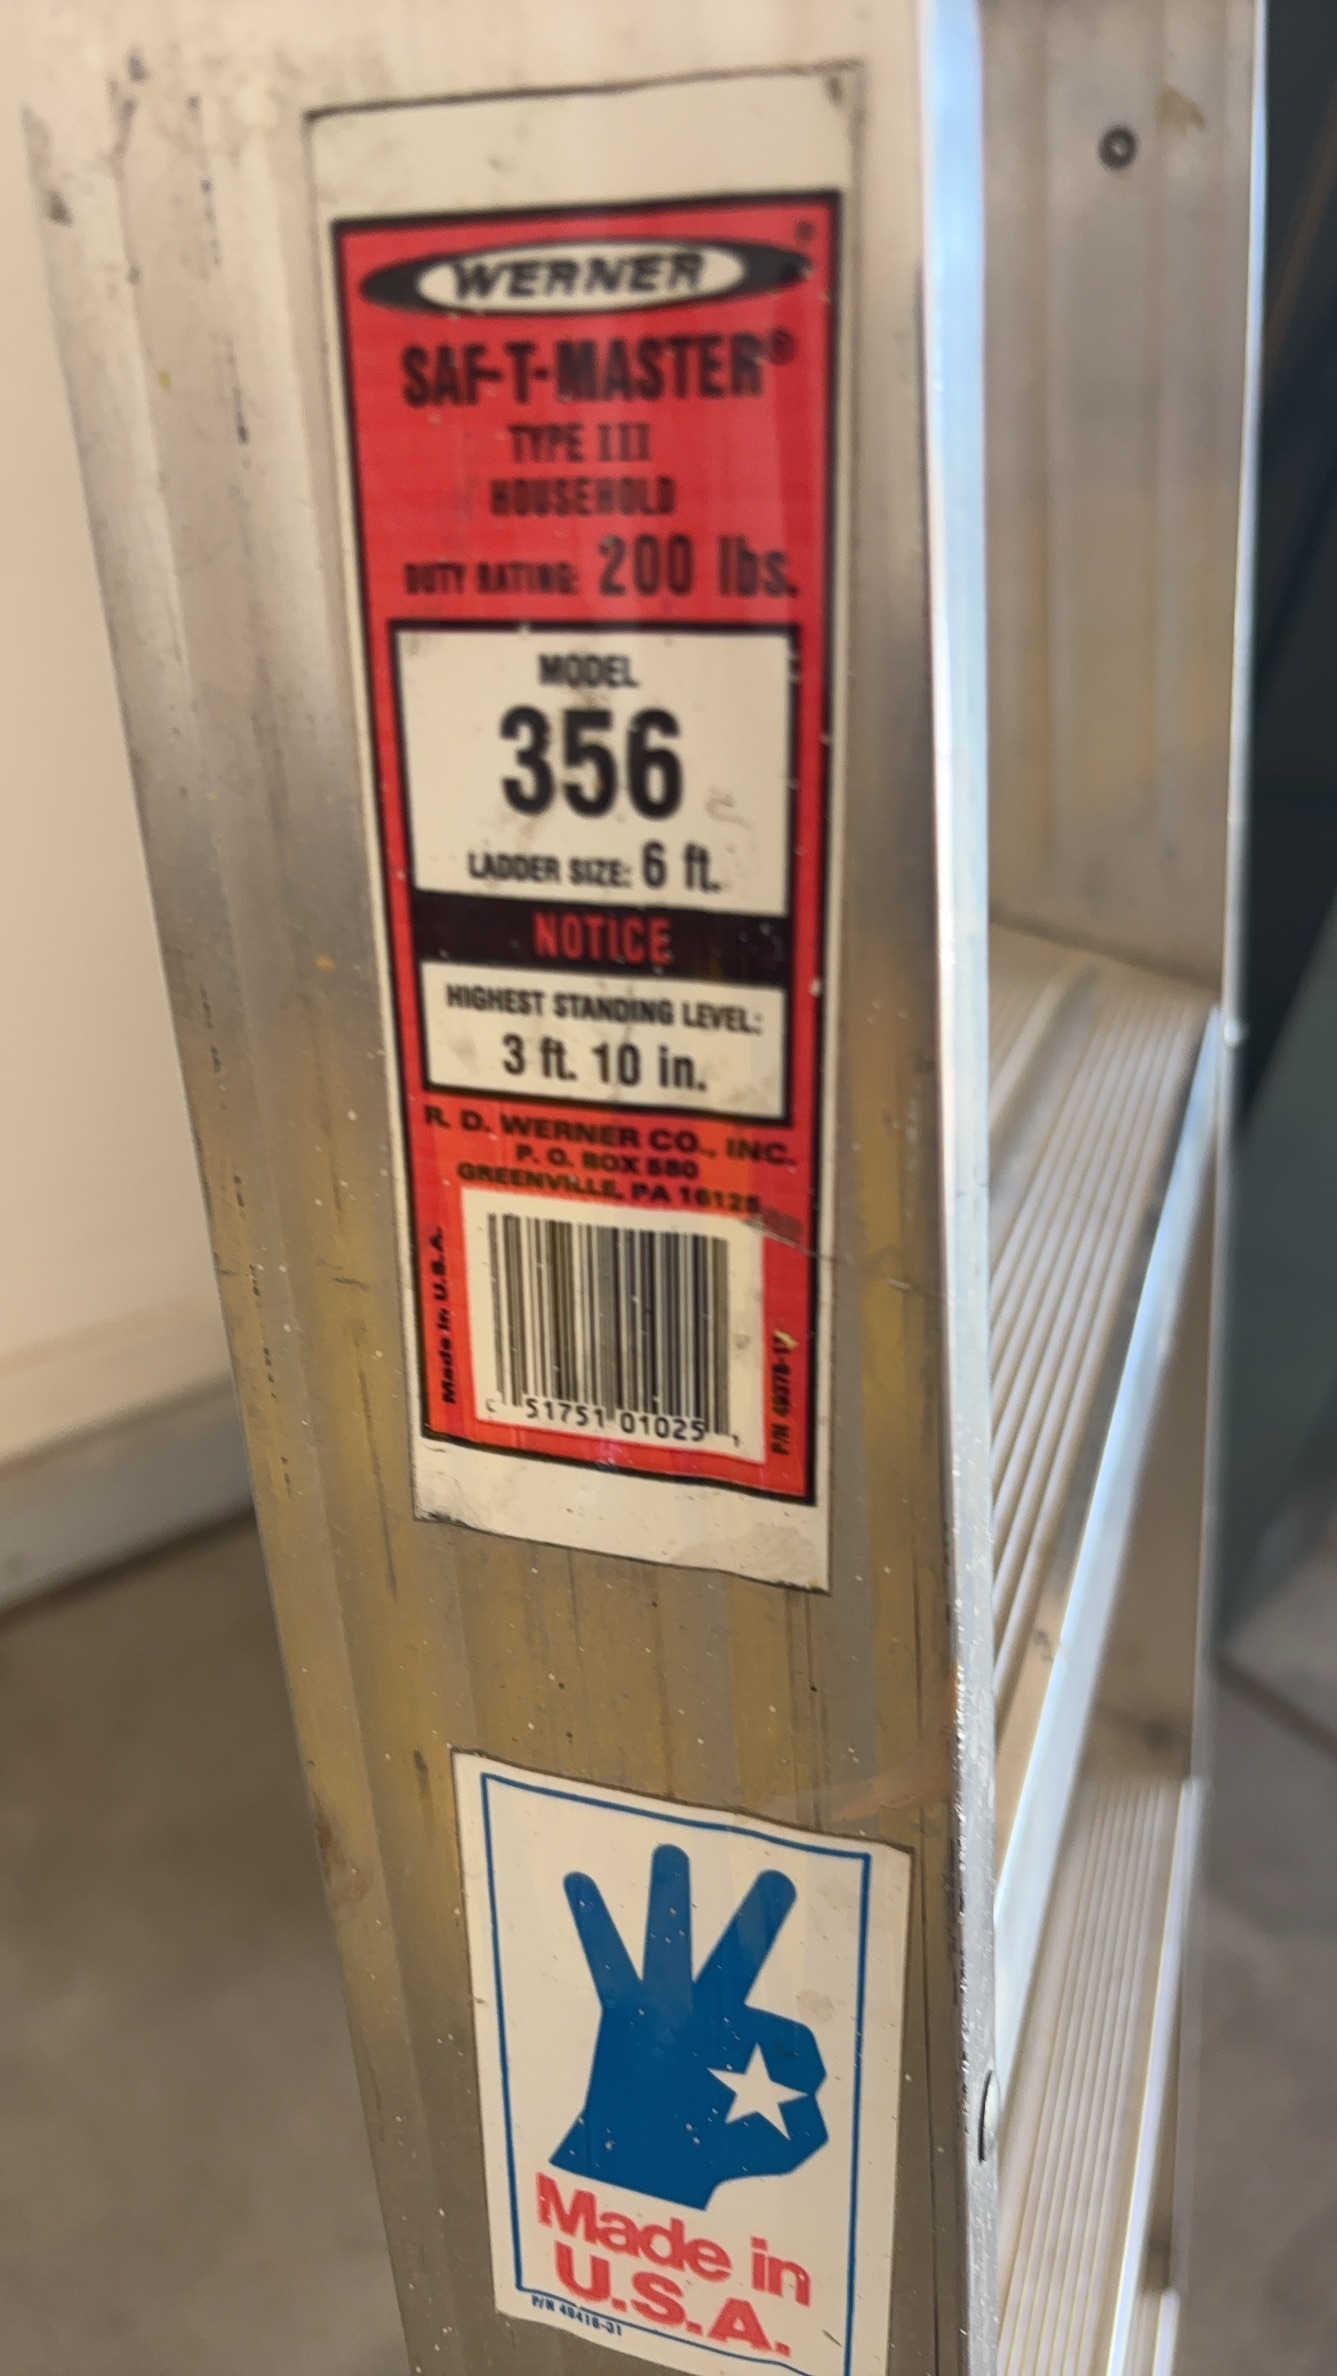 WERNER
SAF-T-MASTER®
TYPE III
HOUSEHOLD
DUTY RATING: 200 lbs.
MODEL
356
LADDER SIZE: 6 ft.
NOTICE
HIGHEST STANDING LEVEL:
3 ft. 10 in.
R. D. WERNER CO., INC.
P. O. BOX 580
GREENVILLE, PA 16125
Made in U.S.A.
51751 01025
Made in
U.S.A.
P/N 49416-01